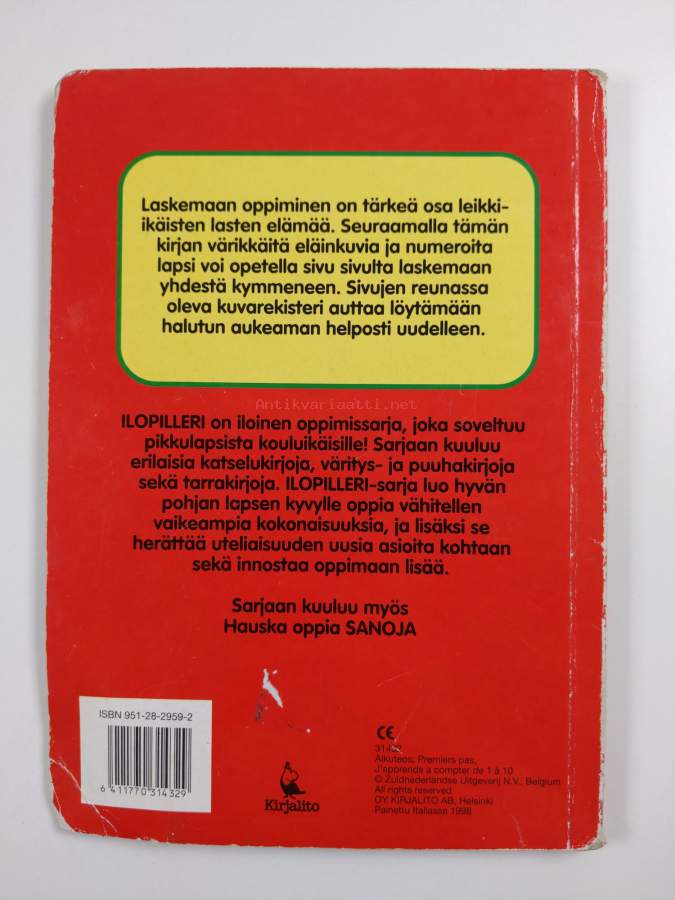 Laskemaan oppiminen on tärkeä osa leikki-
ikäisten lasten elämää. Seuraamalla tämän
kirjan värikkäitä eläinkuvia ja numeroita
lapsi voi opetella sivu sivulta laskemaan
yhdestä kymmeneen. Sivujen reunassa
oleva kuvarekisteri auttaa löytämään
halutun aukeaman helposti uudelleen.
Antikvariaatti.net
ILOPILLERI on iloinen oppimissarja, joka soveltuu
pikkulapsista kouluikäisille! Sarjaan kuuluu
erilaisia katselukirjoja, väritys- ja puuhakirjoja
sekä tarrakirjoja. ILOPILLERI-sarja luo hyvän
pohjan lapsen kyvylle oppia vähitellen
vaikeampia kokonaisuuksia, ja lisäksi se
herättää uteliaisuuden uusia asioita kohtaan
sekä innostaa oppimaan lisää.
Sarjaan kuuluu myös
Hauska oppia SANOJA
ISBN 951-28-2959-2
6 411770 314329
Kirjalito
CE
31432
Alkuteos: Premiers pas,
J'apprends a compter de 1 à 10.
© Zuidnederlandse Uitgeverij N.V., Belgium
All rights reserved
OY KIRJALITO AB, Helsinki
Painettu Italiassa 1998